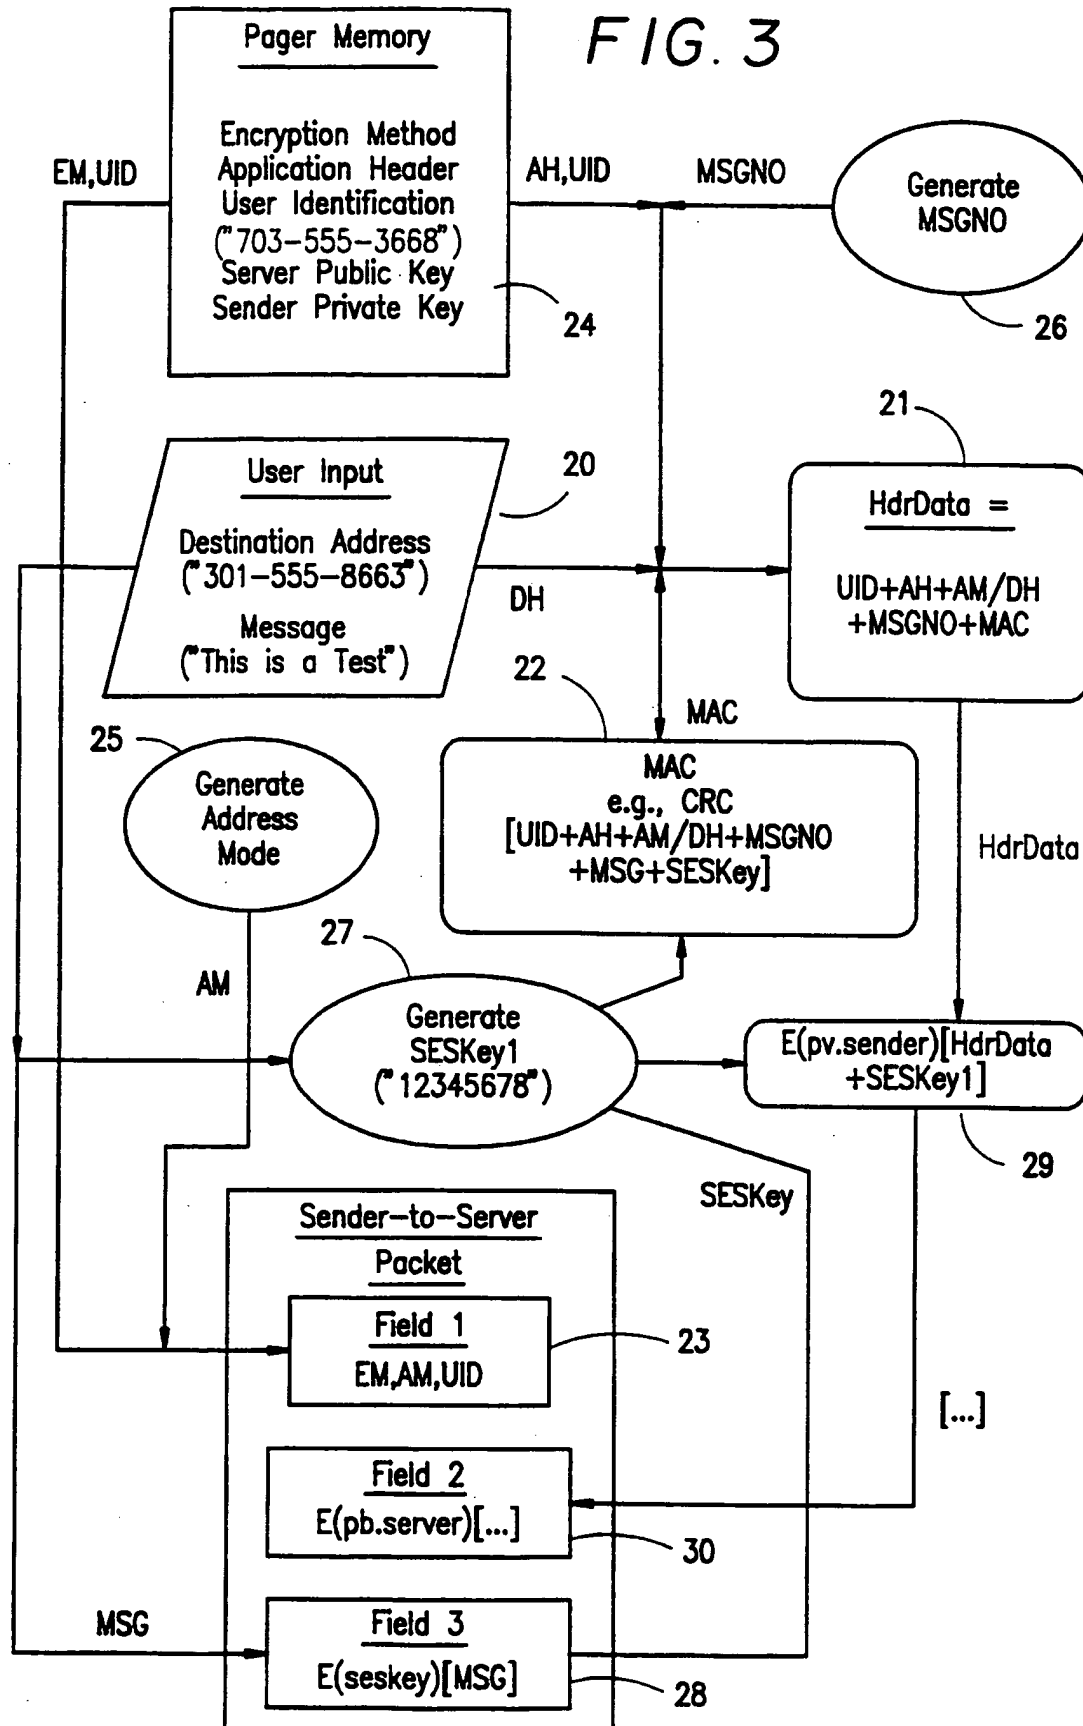 FIG. 3
Pager Memory
Encryption Method
Application Header
User Identification
("703-555-3668")
Server Public Key
Sender Private Key
24
EM,UID
AH,UID
MSGNO
Generate
MSGNO
26
User Input
Destination Address
("301-555-8663")
Message
("This is a Test")
20
DH
21
HdrData =
UID+AH+AM/DH
+MSGNO+MAC
22
MAC
MAC
e.g., CRC
[UID+AH+AM/DH+MSGNO
+MSG+SESKey]
HdrData
25
Generate
Address
Mode
AM
27
Generate
SESKey1
("12345678")
E(pv.sender)[HdrData
+SESKey1]
29
SESKey
Sender-to-Server
Packet
Field 1
EM,AM,UID
23
[...]
Field 2
E(pb.server)[...]
30
MSG
Field 3
E(seskey)[MSG]
28